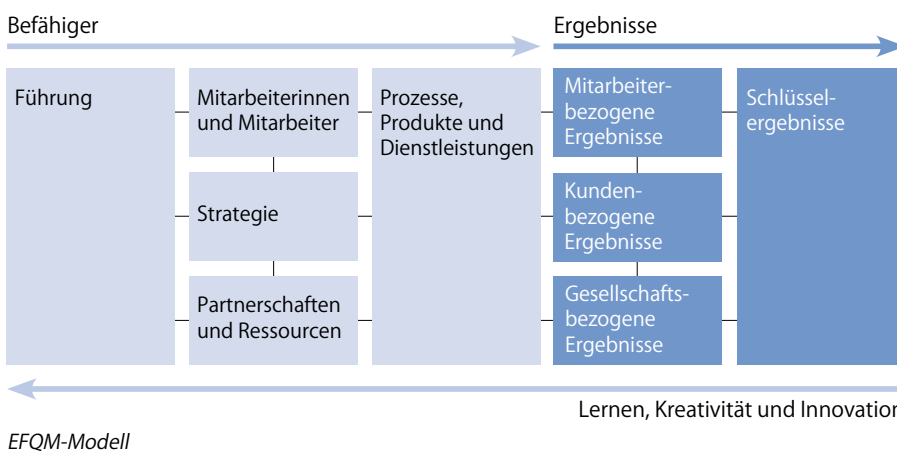 Befähiger
Ergebnisse
Führung
Mitarbeiterinnen
und Mitarbeiter
Strategie
Partnerschaften
und Ressourcen
Prozesse,
Produkte und
Dienstleistungen
Mitarbeiter-
bezogene
Ergebnisse
Kunden-
bezogene
Ergebnisse
Gesellschafts-
bezogene
Ergebnisse
Schlüssel-
ergebnisse
Lernen, Kreativität und Innovation
EFQM-Modell